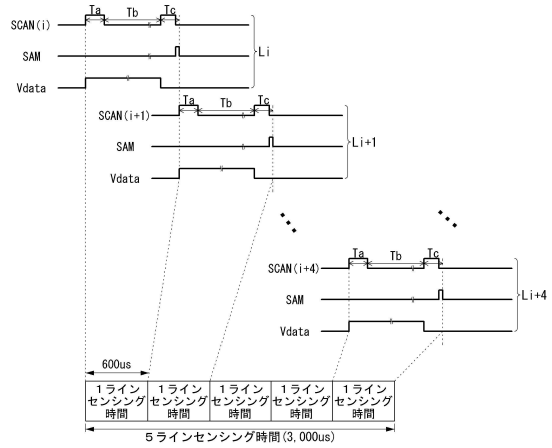 Ta Tb Tc
SCAN(i)
SAM
Vdata
Li
Ta Tb Tc
SCAN(i+1)
SAM
Vdata
Li+1
Ta Tb Tc
SCAN(i+4)
SAM
Vdata
Li+4
600us
1ライン
センシング
時間
1ライン
センシング
時間
1ライン
センシング
時間
1ライン
センシング
時間
1ライン
センシング
時間
5ラインセンシング時間(3,000us)